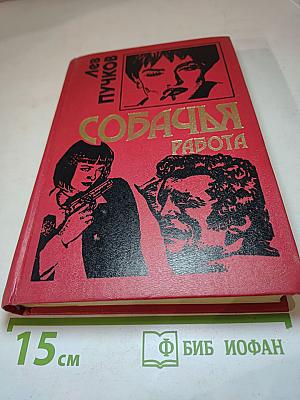 Лев
ПУЧКОВ
СОБАЧЬЯ
РАБОТА
15 см
Ф БИБ ИОФАН